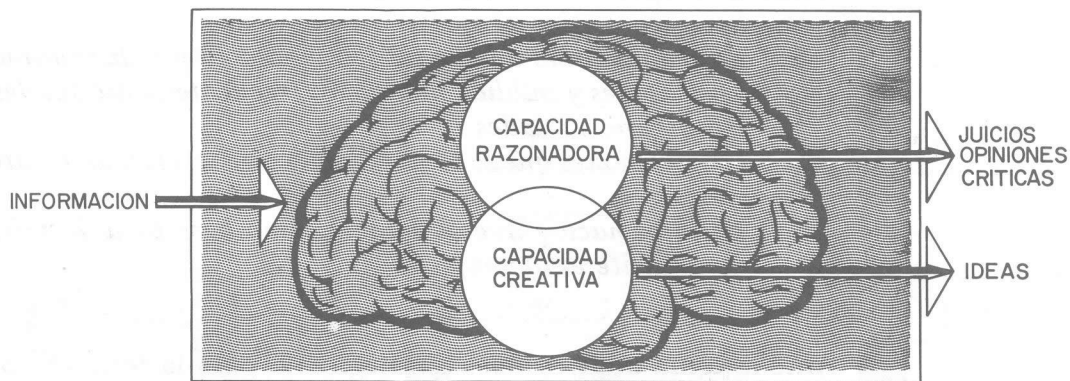 CAPACIDAD
RAZONADORA
JUICIOS
OPINIONES
CRITICAS
INFORMACION
CAPACIDAD
CREATIVA
IDEAS